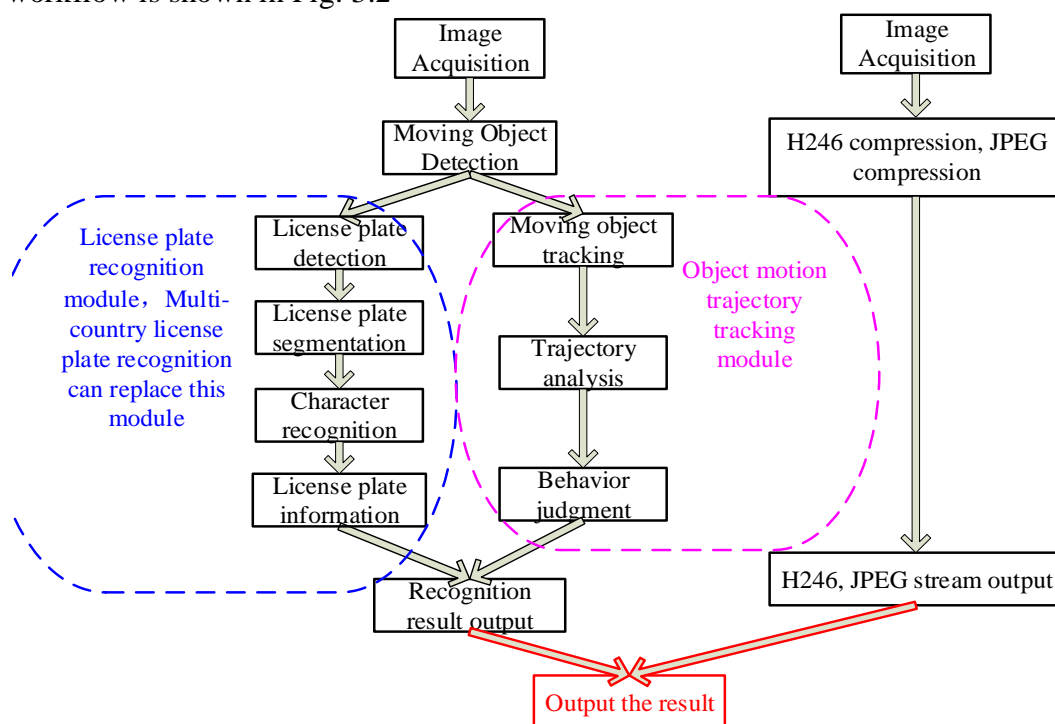 workflow is shown in Fig. 3.2
Image
Acquisition
Moving Object
Detection
License plate
recognition
module，Multi-
country license
plate recognition
can replace this
module
License plate
detection
License plate
segmentation
Character
recognition
License plate
information
Moving object
tracking
Trajectory
analysis
Behavior
judgment
Object motion
trajectory
tracking
module
Recognition
result output
Image
Acquisition
H246 compression, JPEG
compression
H246, JPEG stream output
Output the result